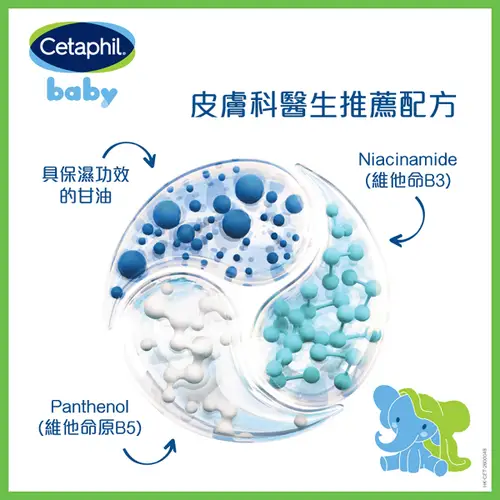 Cetaphil®
baby
皮膚科醫生推薦配方
具保濕功效
的甘油
Niacinamide
(維他命B3)
Panthenol
(維他命原B5)